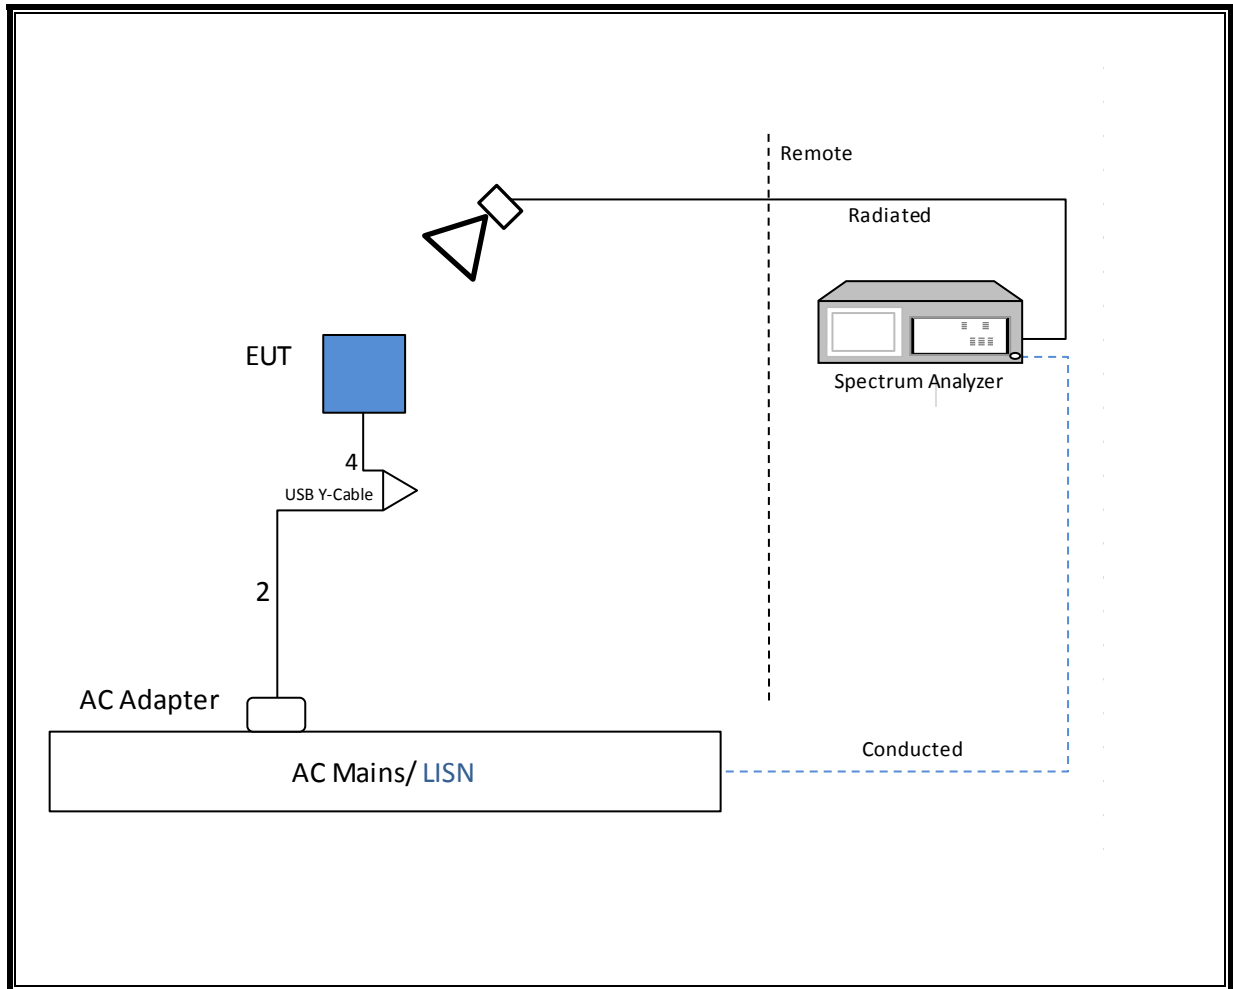 Remote
Radiated
EUT
Spectrum Analyzer
4
USB Y-Cable
2
AC Adapter
Conducted
AC Mains/ LISN